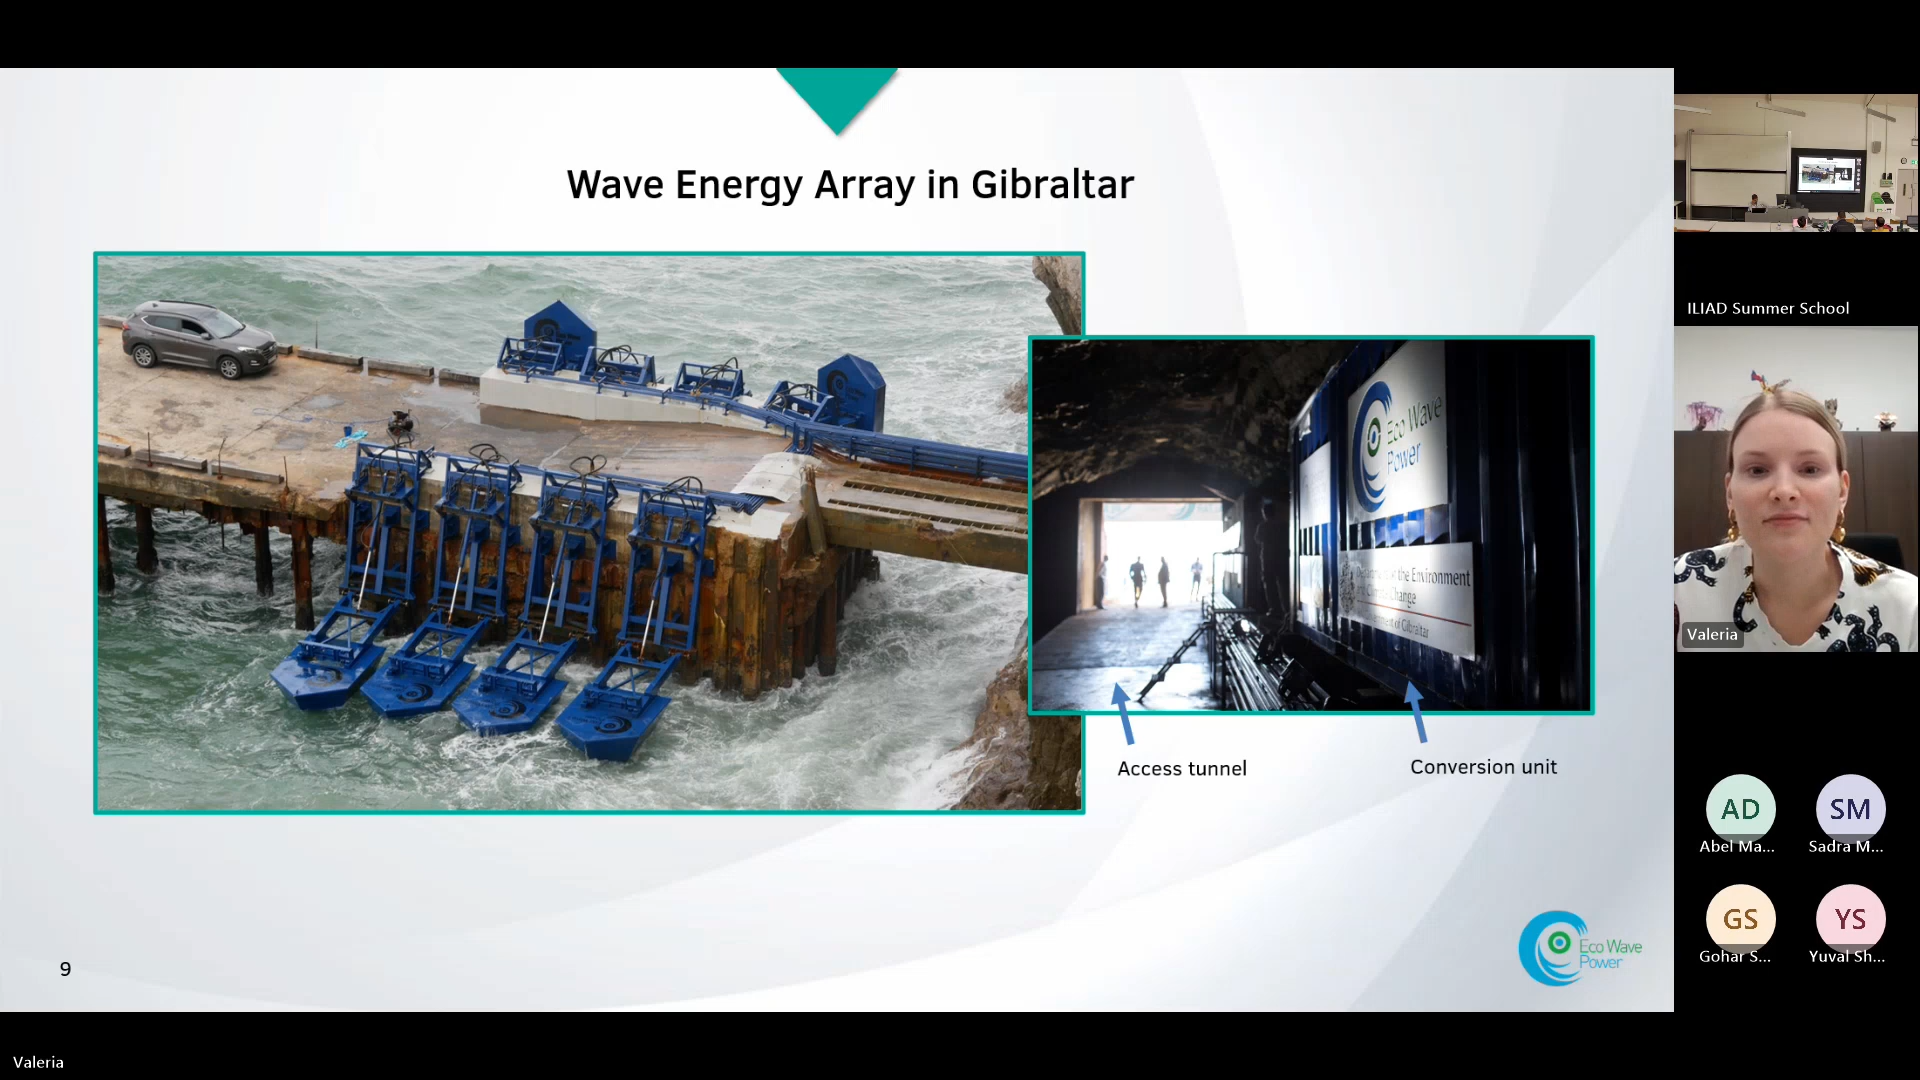 Wave Energy Array in Gibraltar
Eco Wave
Power
the Environment
Change
Access tunnel
Conversion unit
9
Eco Wave
Power
ILIAD Summer School
Valeria
AD
Abel Ma...
SM
Sadra M...
GS
Gohar S...
YS
Yuval Sh...
Valeria